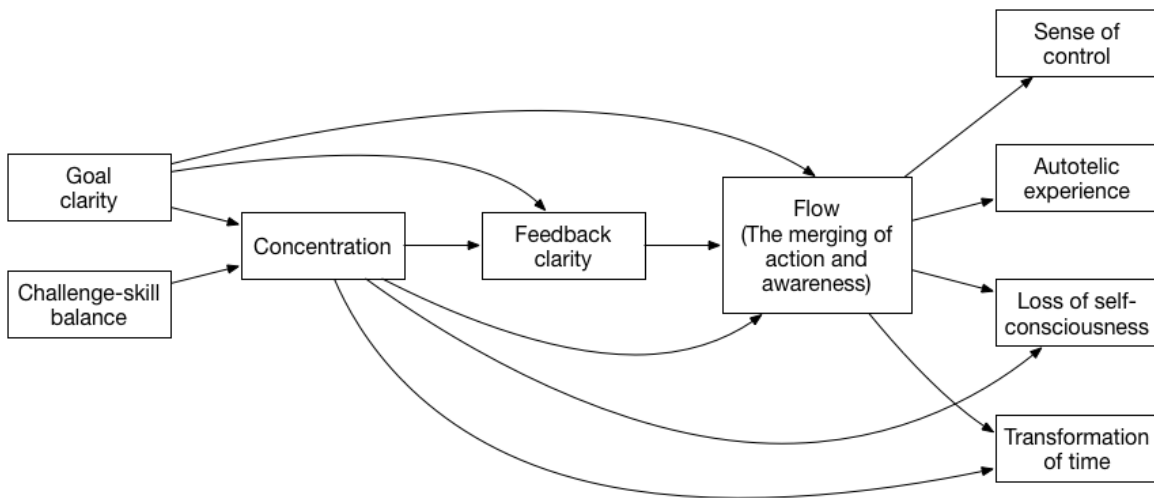 Goal
clarity
Challenge-skill
balance
Concentration
Feedback
clarity
Flow
(The merging of
action and
awareness)
Sense of
control
Autotelic
experience
Loss of self-
consciousness
Transformation
of time